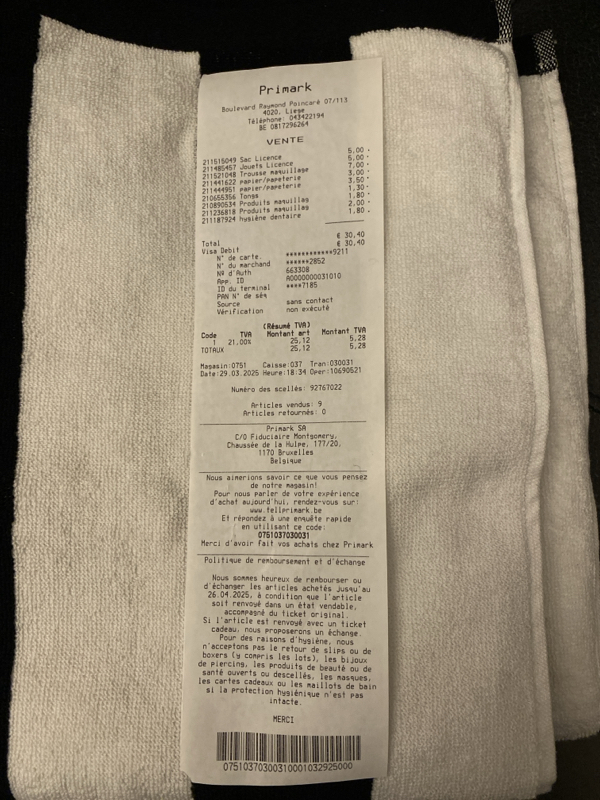 Primark
Boulevard Raymond Poincaré 07/113
4020, Liege
Téléphone: 043422194
BE 0817296264
VENTE
211515049 Sac Licence 5,00
211485457 Jouets Licence 5,00
211521048 Trousse maquillage 7,00
211441622 papier/papeterie 3,00
211444951 papier/papeterie 3,50
210655356 Tongs 1,30
210890534 Produits maquillas 1,80
211236818 Produits maquillas 2,00
211187924 hygiène dentaire 1,80
Total € 30,40
Visa Debit € 30,40
N° de carte. ************9211
N° du marchand ******2852
Nº d'Auth 663308
App. ID A0000000031010
ID du terminal ****7185
PAN N° de séq
Source sans contact
Vérification non exécuté
(Résumé TVA)
Code TVA Montant art Montant TVA
1 21,00% 25,12 5,28
TOTAUX 25,12 5,28
Magasin:0751 Caisse:037 Tran:030031
Date:29.03.2025 Heure:18:34 Oper:10690521
Numéro des scellés: 92767022
Articles vendus: 9
Articles retournés: 0
Primark SA
C/O Fiduciaire Montgomery,
Chaussée de la Hulpe, 177/20,
1170 Bruxelles
Belgique
Nous aimerions savoir ce que vous pensez
de notre magasin!
Pour nous parler de votre expérience
d'achat aujourd'hui, rendez-vous sur:
www.tellprimark.be
Et répondez à une enquête rapide
en utilisant ce code:
0751037030031
Merci d'avoir fait vos achats chez Primark
Politique de remboursement et d'échange
Nous sommes heureux de rembourser ou
d'échanger les articles achetés jusqu'au
26.04.2025, à condition que l'article
soit renvoyé dans un état vendable,
accompagné du ticket original.
Si l'article est renvoyé avec un ticket
cadeau, nous proposerons un échange.
Pour des raisons d'hygiène, nous
n'acceptons pas le retour de slips ou de
boxers (y compris les lots), les bijoux
de piercing, les produits de beauté ou de
santé ouverts ou descellés, les masques,
les cartes cadeaux ou les maillots de bain
si la protection hygiénique n'est pas
intacte.
MERCI
07510370300310001032925000